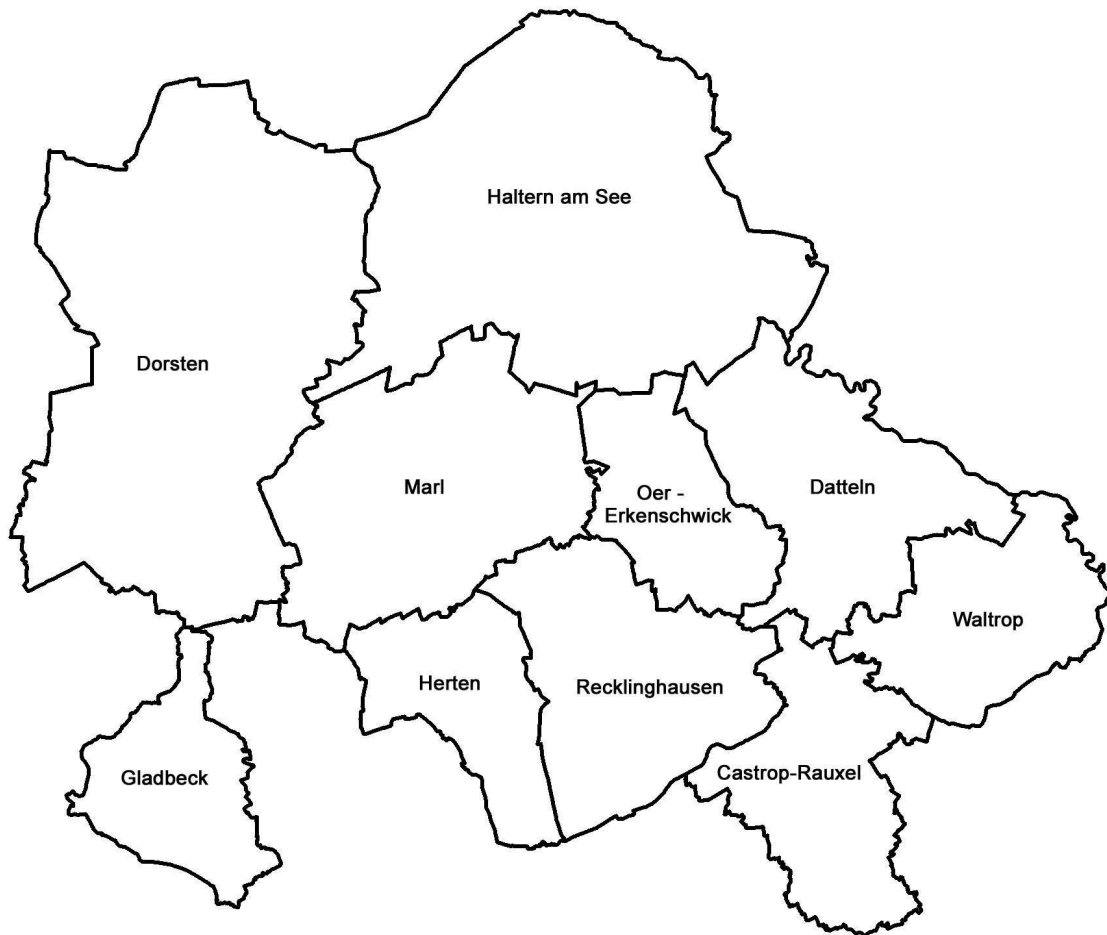 Haltern am See
Dorsten
Marl
Oer -
Erkenschwick
Datteln
Waltrop
Herten
Recklinghausen
Gladbeck
Castrop-Rauxel